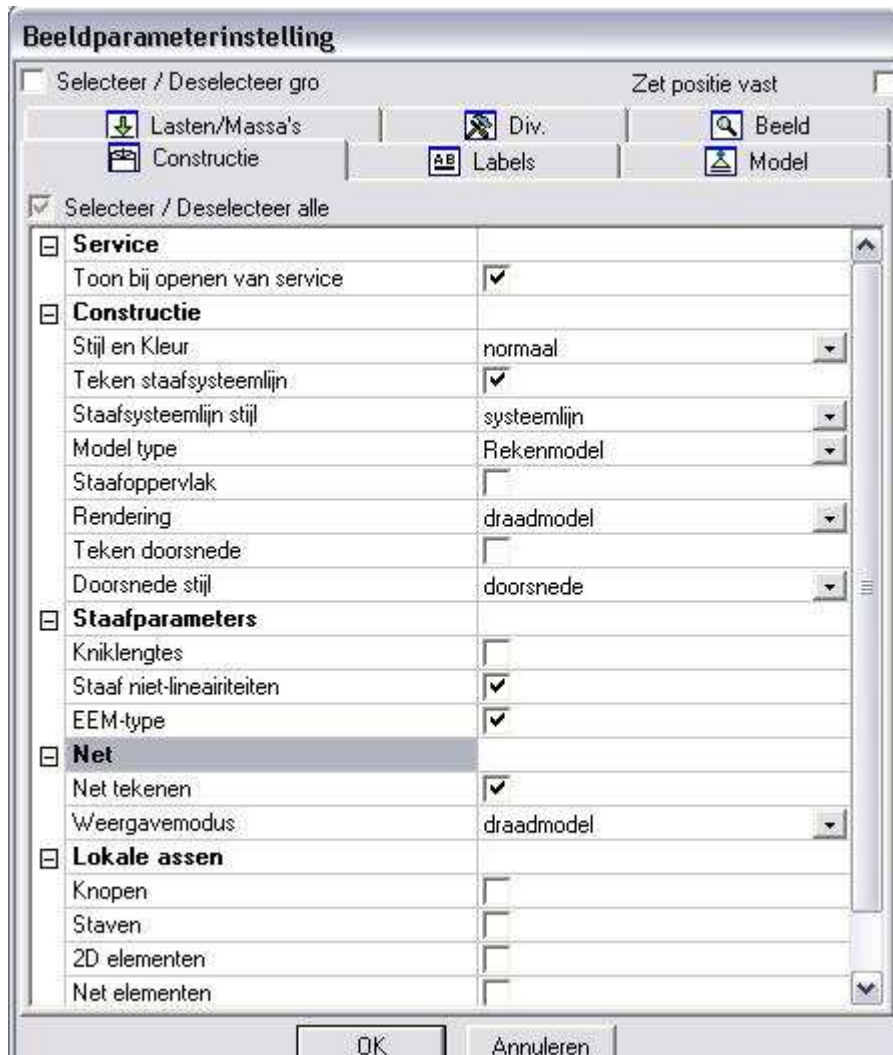 Beeldparameterinstelling
Selecteer / Deselecteer gro Zet positie vast
Lasten/Massa's Div. Beeld
Constructie AB Labels Model
Selecteer / Deselecteer alle
Service
Toon bij openen van service
Constructie
Stijl en Kleur normaal
Teken staafsysteemlijn
Staafsysteemlijn stijl systeemlijn
Model type Rekenmodel
Staafoppervlak
Rendering draadmodel
Teken doorsnede
Doorsnede stijl doorsnede
Staafparameters
Kniklengtes
Staaf niet-lineairiteiten
EEM-type
Net
Net tekenen
Weergavemodus draadmodel
Lokale assen
Knopen
Staven
2D elementen
Net elementen
OK Annuleren